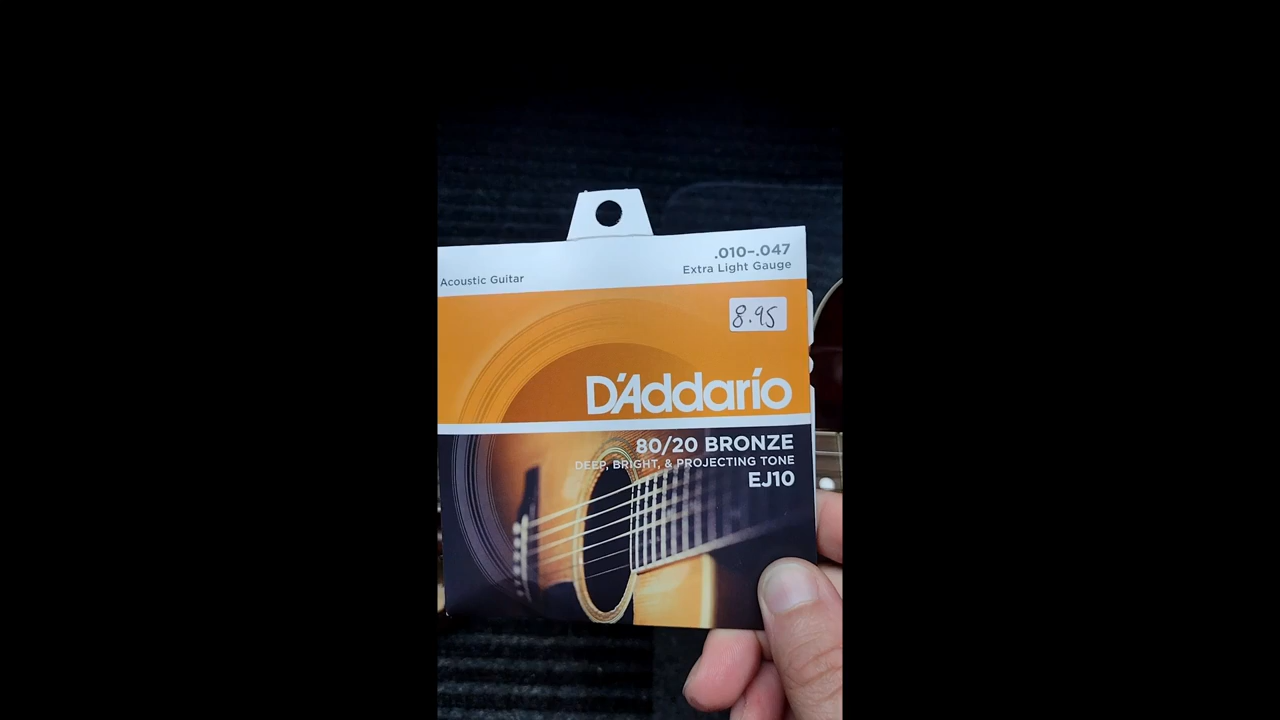 .010–.047
Acoustic Guitar
Extra Light Gauge
8.95
D'Addario
80/20 BRONZE
DEEP, BRIGHT, & PROJECTING TONE
EJ10